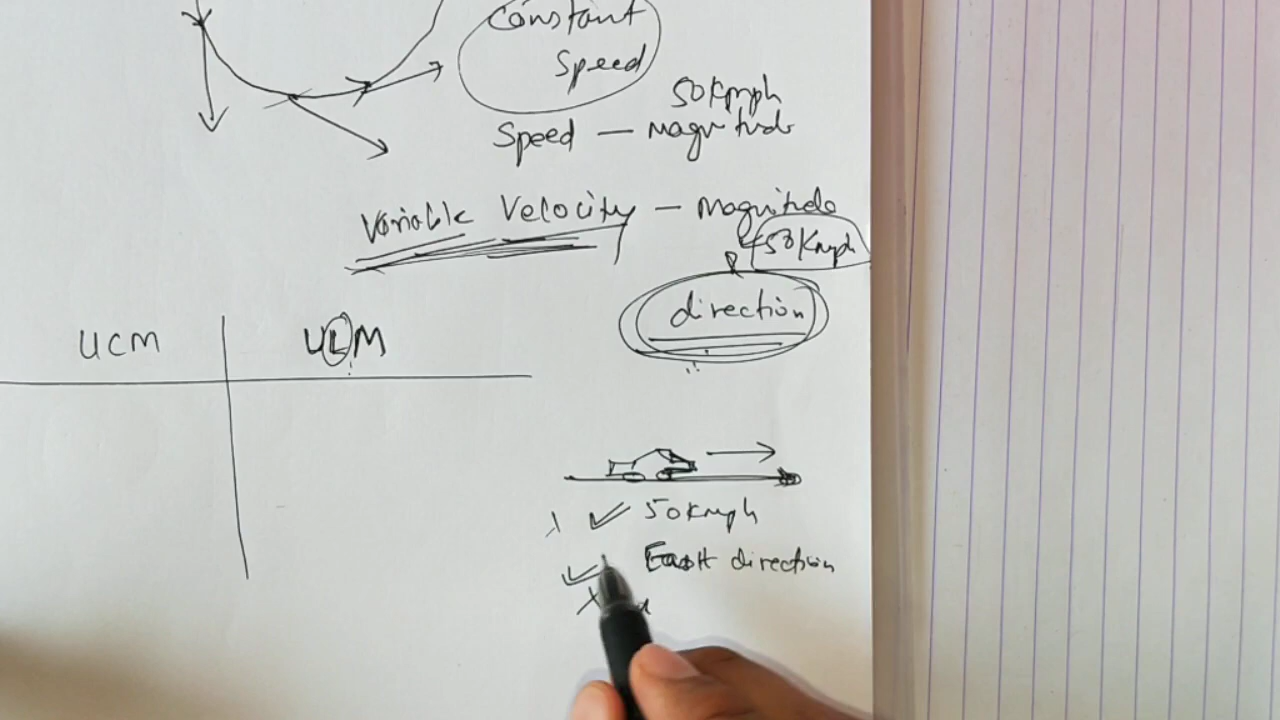 Constant
Speed
50Kmph
Speed — Magnitude
Variable Velocity — Magnitude
50Kmph
&
direction
UCM ULM
50Kmph
East direction